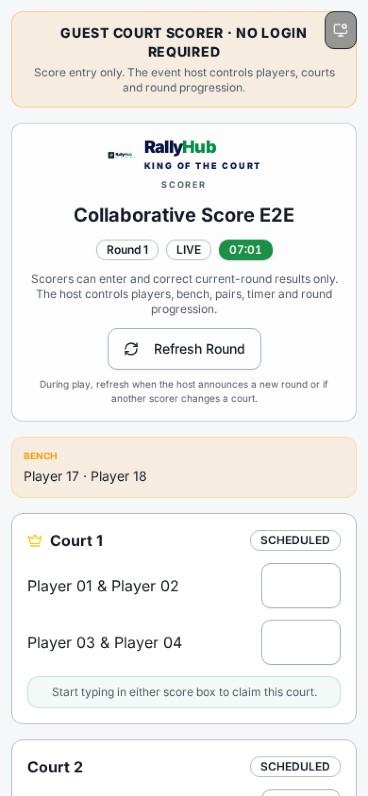 GUEST COURT SCORER · NO LOGIN
REQUIRED
Score entry only. The event host controls players, courts
and round progression.
RallyHub
RallyHub
KING OF THE COURT
SCORER
Collaborative Score E2E
Round 1 LIVE 07:01
Scorers can enter and correct current-round results only.
The host controls players, bench, pairs, timer and round
progression.
Refresh Round
During play, refresh when the host announces a new round or if
another scorer changes a court.
BENCH
Player 17 · Player 18
Court 1 SCHEDULED
Player 01 & Player 02
Player 03 & Player 04
Start typing in either score box to claim this court.
Court 2 SCHEDULED